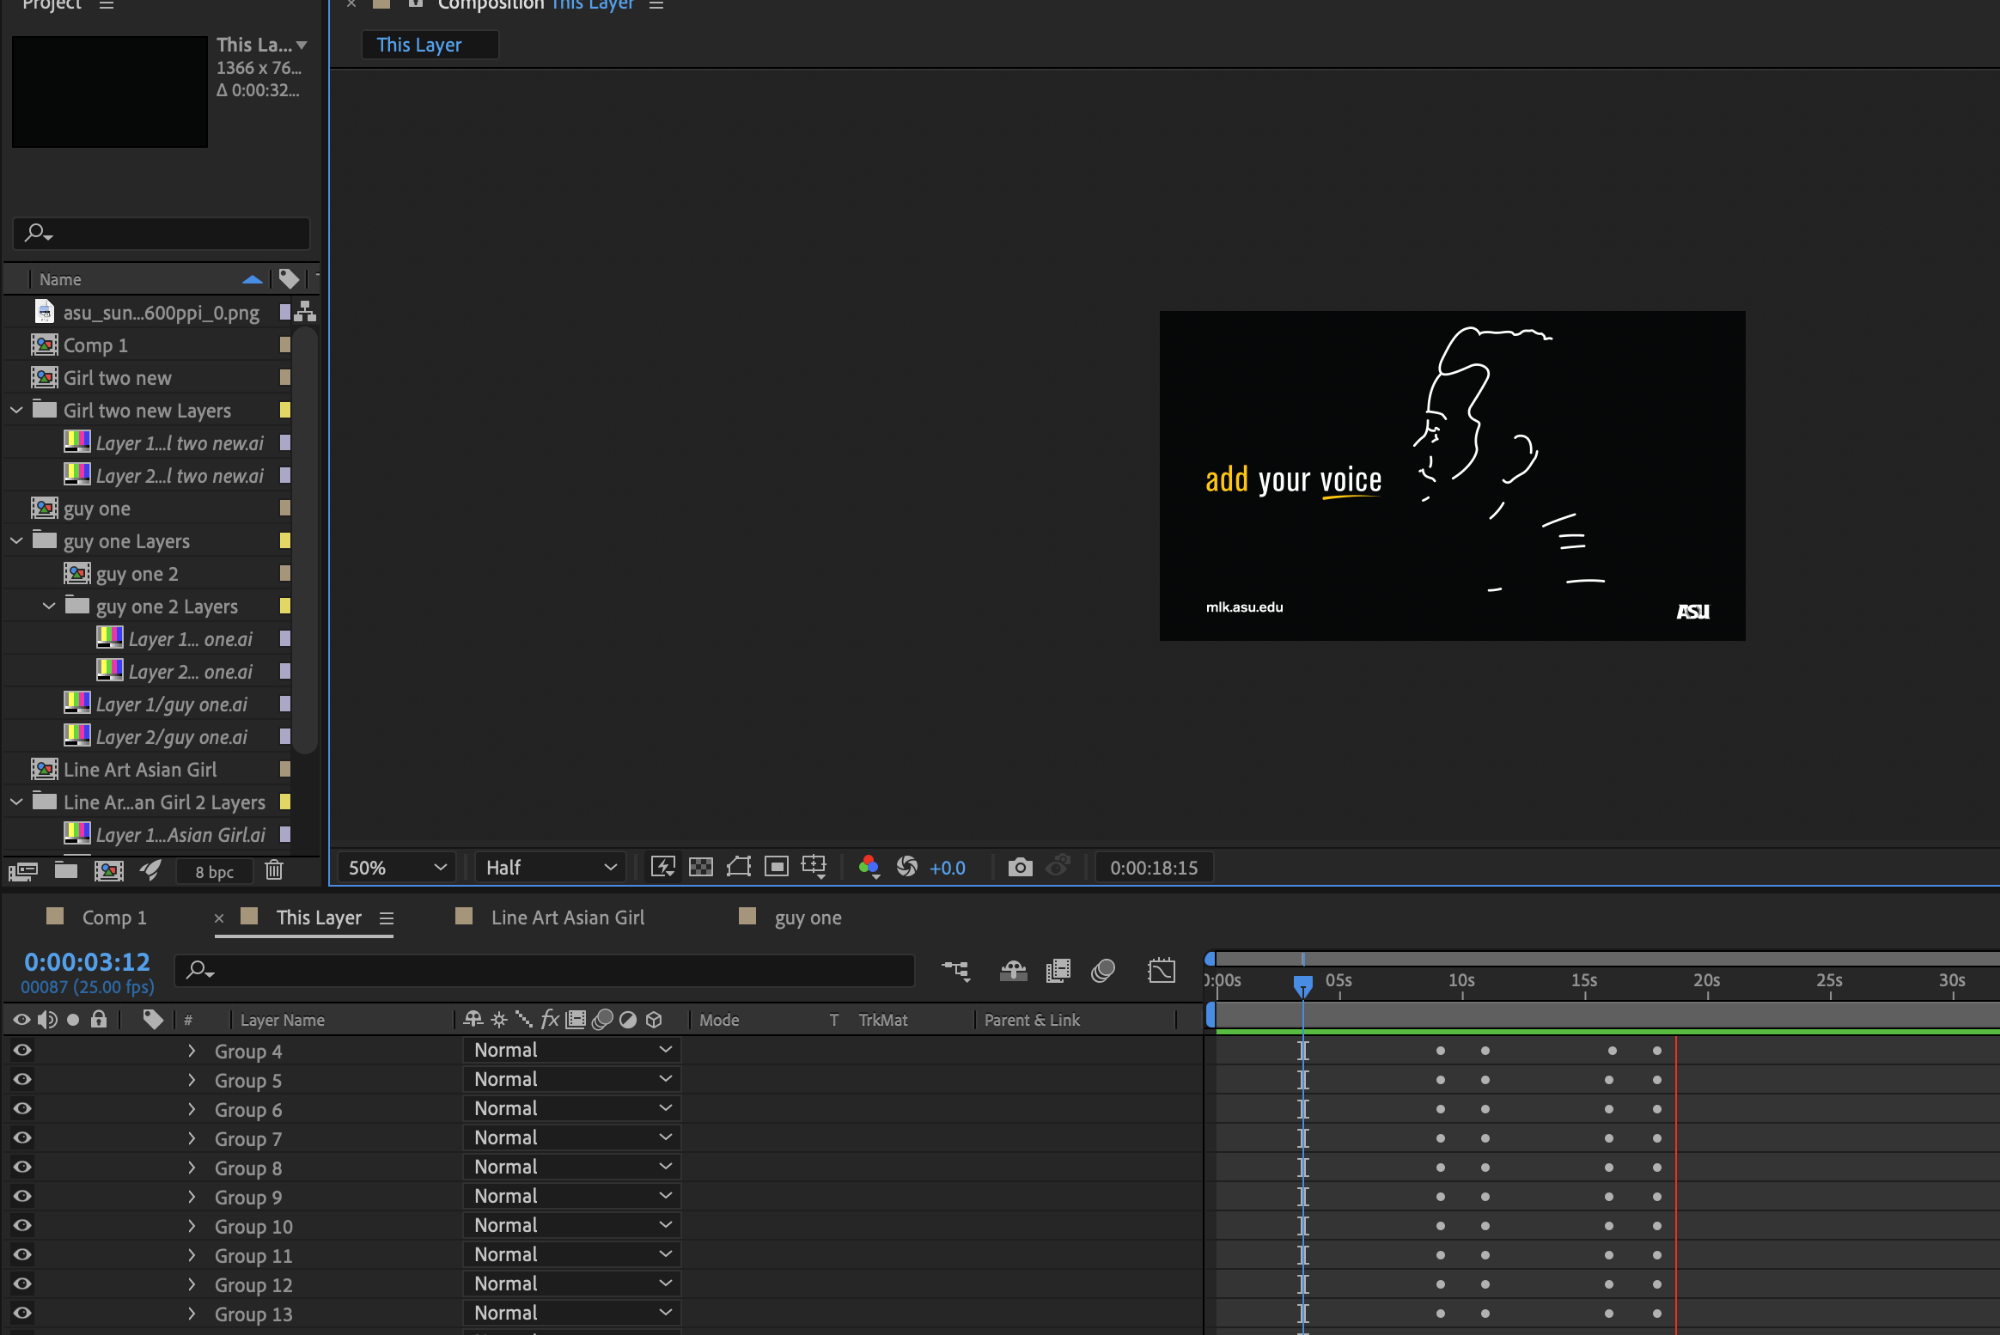 Project
This La...
1366 x 76...
Δ 0:00:32...
Name
asu_sun...600ppi_0.png
Comp 1
Girl two new
Girl two new Layers
Layer 1...l two new.ai
Layer 2...l two new.ai
guy one
guy one Layers
guy one 2
guy one 2 Layers
Layer 1... one.ai
Layer 2... one.ai
Layer 1/guy one.ai
Layer 2/guy one.ai
Line Art Asian Girl
Line Ar...an Girl 2 Layers
Layer 1...Asian Girl.ai
8 bpc
Composition This Layer
This Layer
add your voice
mlk.asu.edu
ASU
50%
Half
+0.0
0:00:18:15
Comp 1
This Layer
Line Art Asian Girl
guy one
0:00:03:12
00087 (25.00 fps)
0:00s 05s 10s 15s 20s 25s 30s
# Layer Name fx Mode T TrkMat Parent & Link
Group 4 Normal
Group 5 Normal
Group 6 Normal
Group 7 Normal
Group 8 Normal
Group 9 Normal
Group 10 Normal
Group 11 Normal
Group 12 Normal
Group 13 Normal